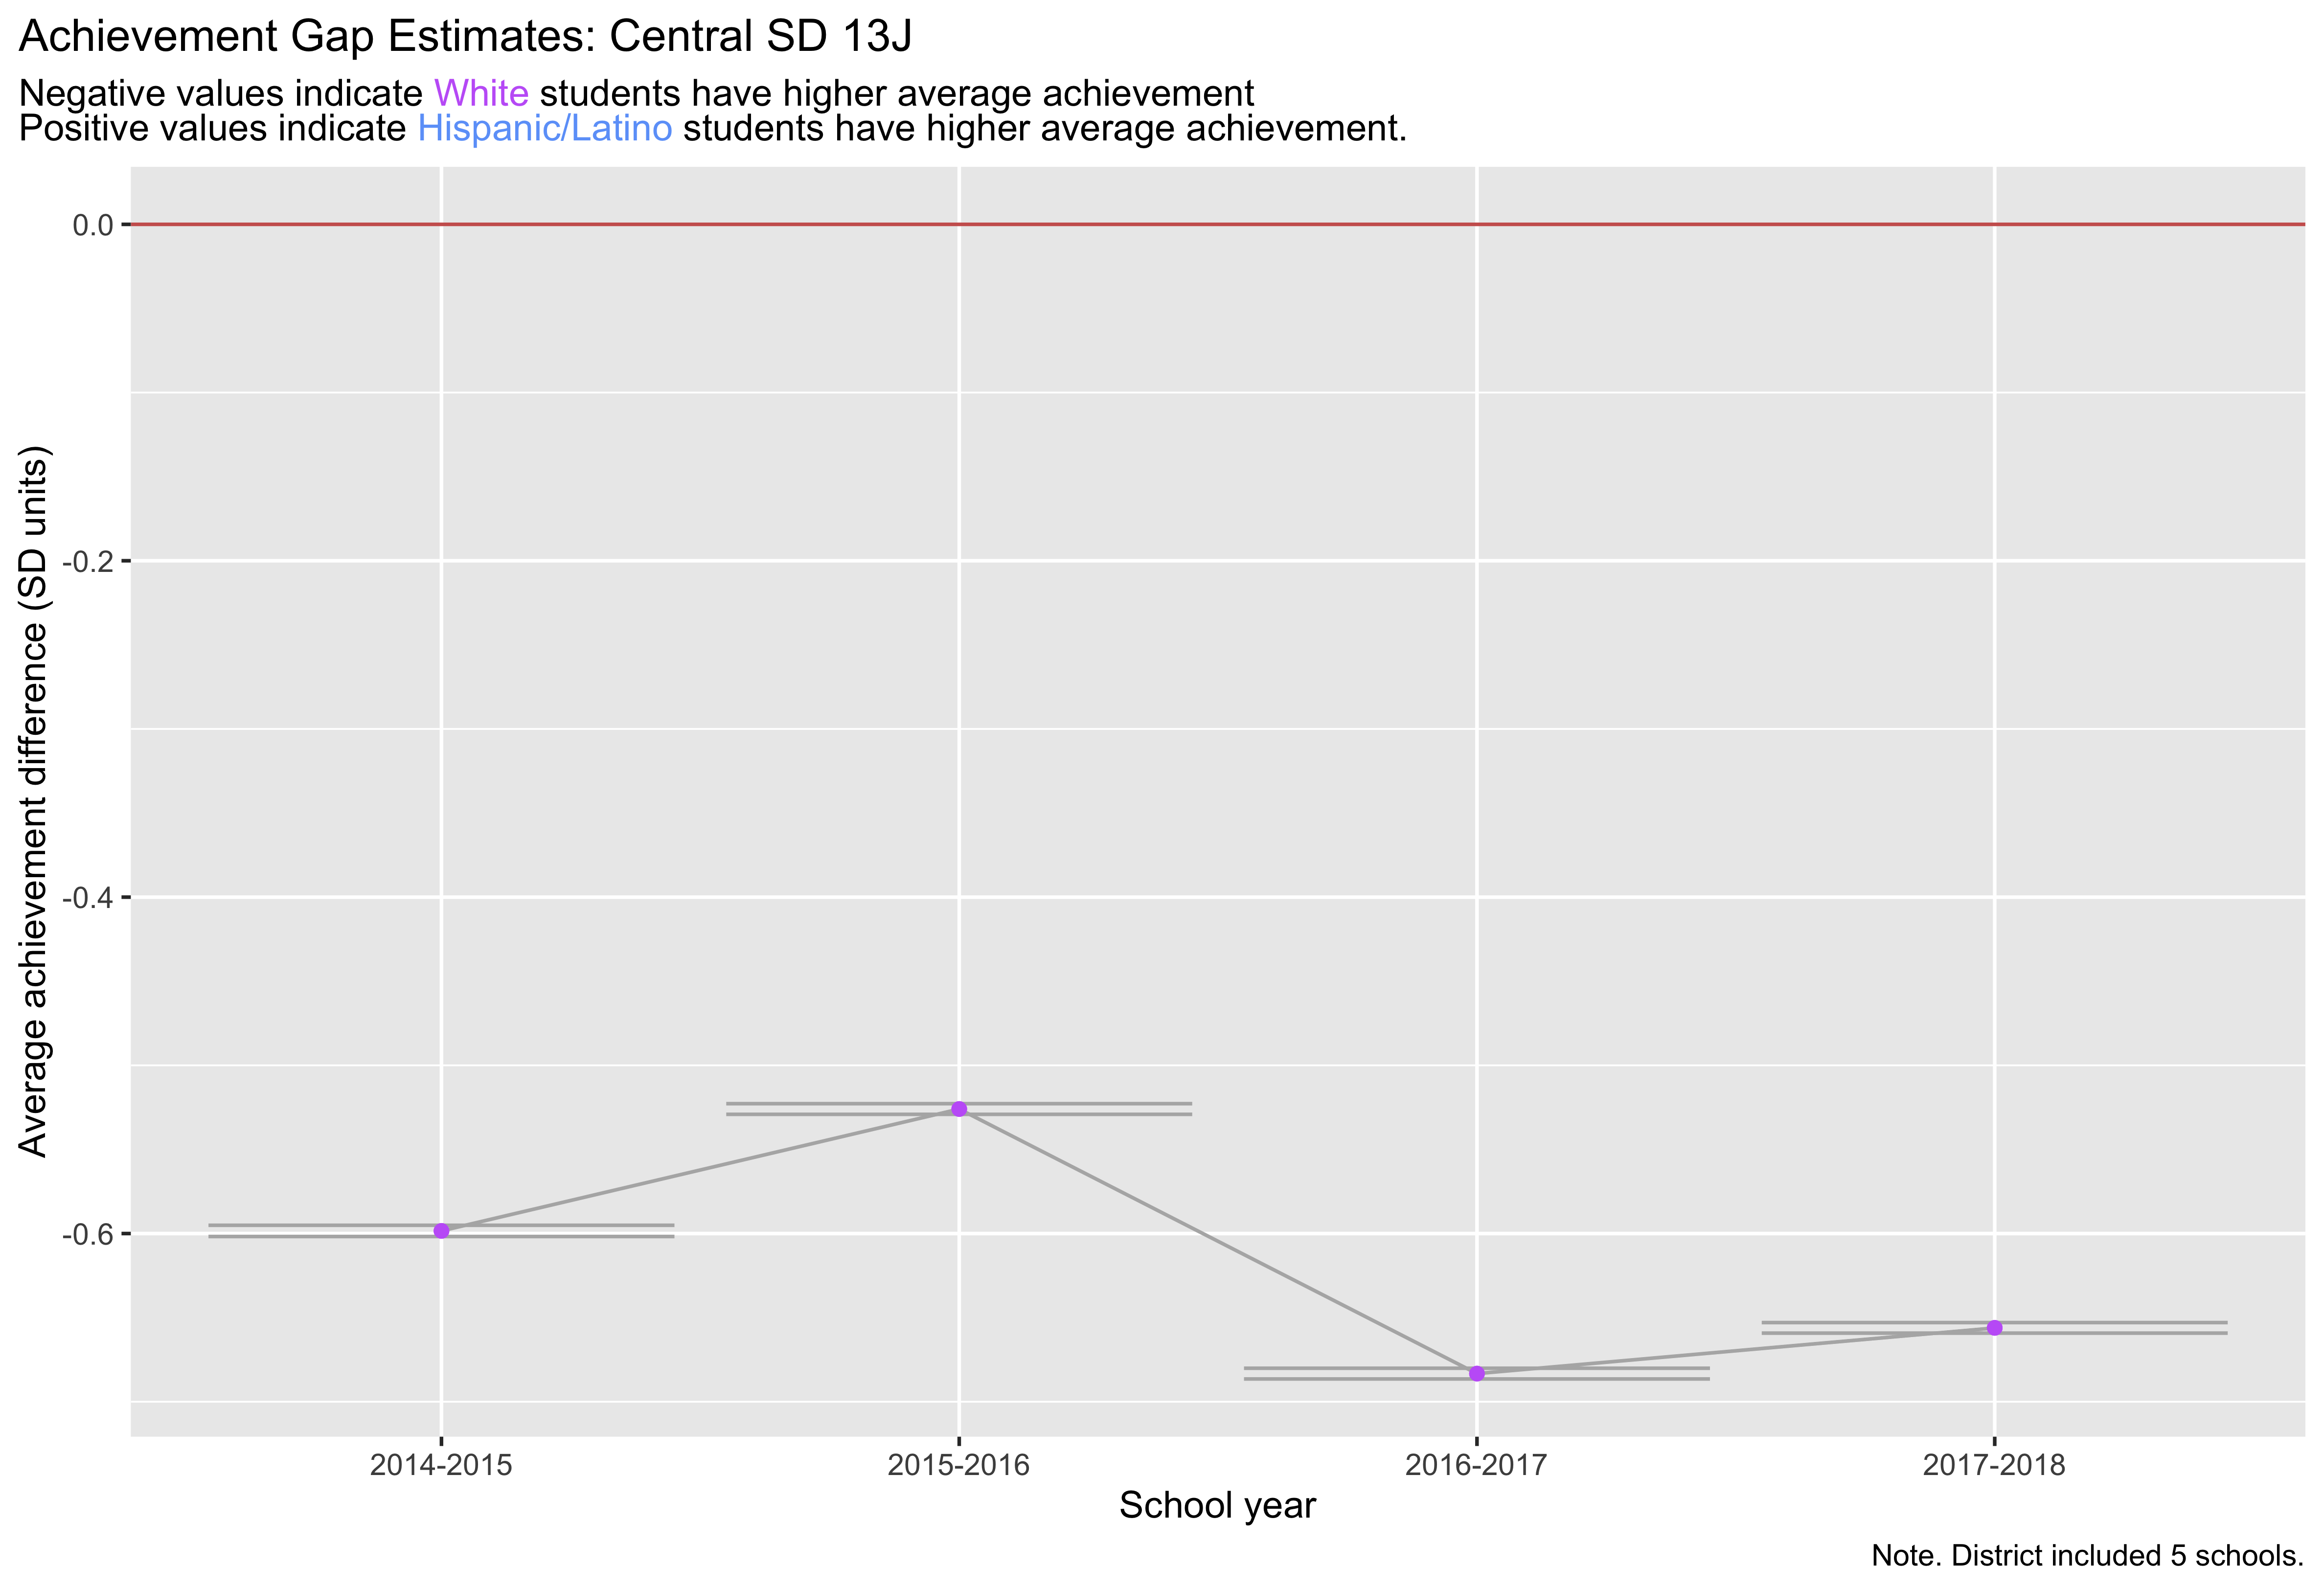 Achievement Gap Estimates: Central SD 13J
Negative values indicate White students have higher average achievement
Positive values indicate Hispanic/Latino students have higher average achievement.
Average achievement difference (SD units)
0.0
-0.2
-0.4
-0.6
2014-2015
2015-2016
2016-2017
2017-2018
School year
Note. District included 5 schools.